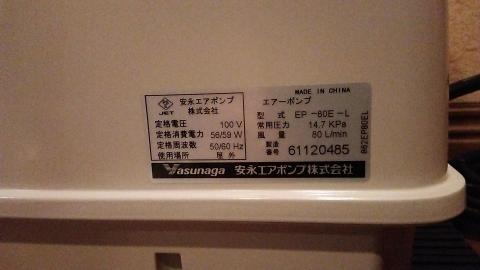 MADE IN CHINA
JET
安永エアポンプ
株式会社
定格電圧 100 V
定格消費電力 56/59 W
定格周波数 50/60 Hz
使用場所 屋外
エアーポンプ
型式 EP-80E-L
常用圧力 14.7 KPa
風量 80 L/min
製造番号 61120485
862EP80EL
Yasunaga 安永エアポンプ株式会社